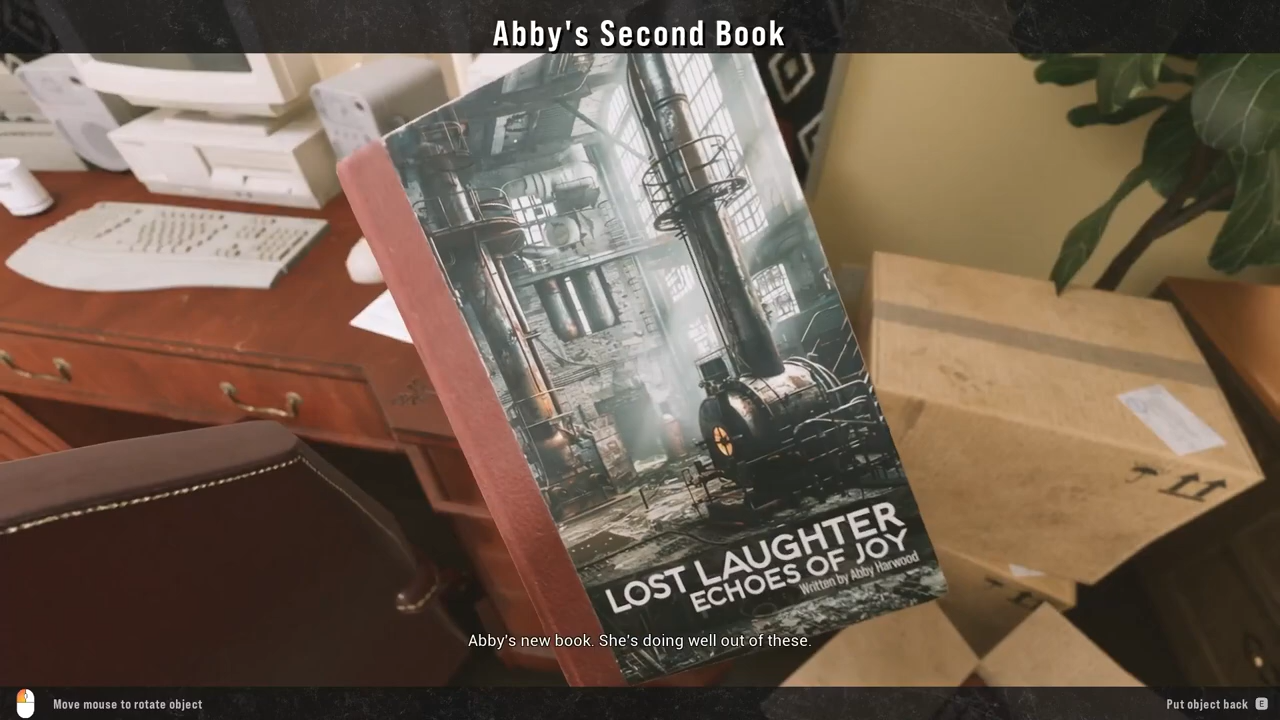 Abby's Second Book
LOST LAUGHTER
ECHOES OF JOY
Written by Abby Harwood
Abby's new book. She's doing well out of these.
Move mouse to rotate object
Put object back E